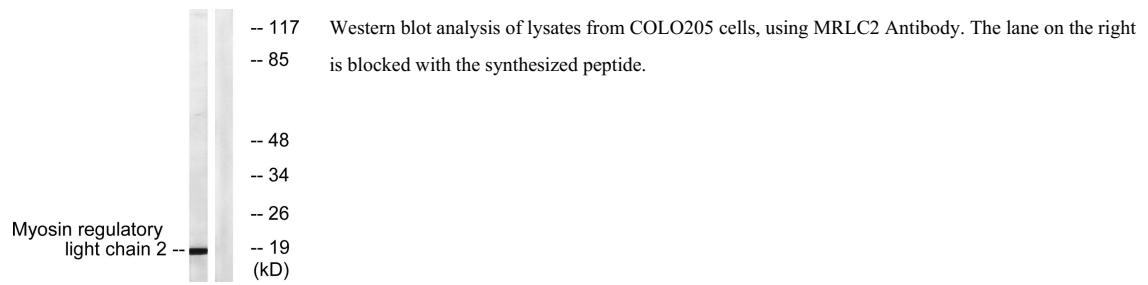 -- 117
-- 85
-- 48
-- 34
-- 26
-- 19
(kD)
Myosin regulatory
light chain 2 --
Western blot analysis of lysates from COLO205 cells, using MRLC2 Antibody. The lane on the right
is blocked with the synthesized peptide.